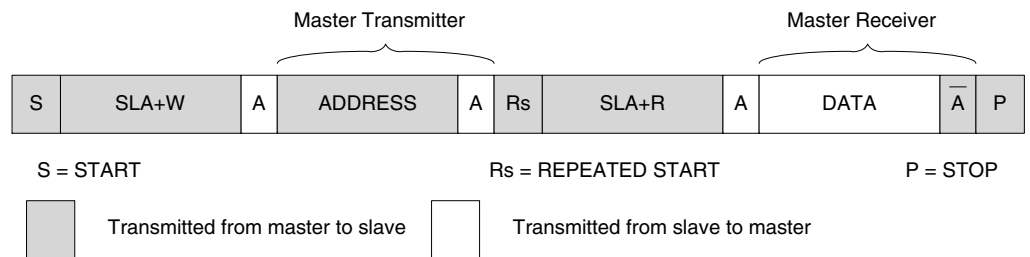 Master Transmitter Master Receiver
S SLA+W A ADDRESS A Rs SLA+R A DATA A̅ P
S = START Rs = REPEATED START P = STOP
Transmitted from master to slave Transmitted from slave to master